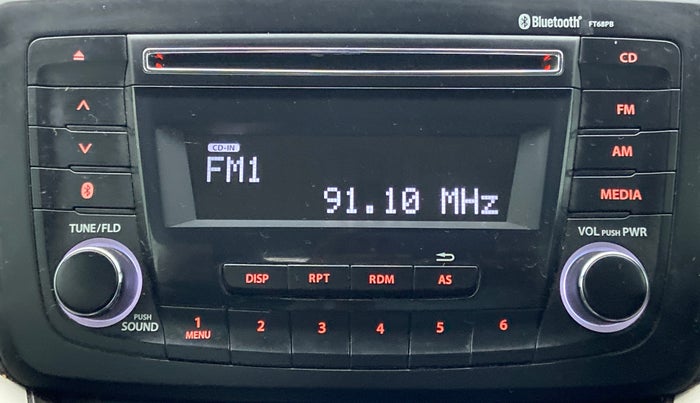 Bluetooth® FT68PB
CD
FM
CD-IN
FM1
AM
91.10 MHz
MEDIA
TUNE/FLD
VOL PUSH PWR
DISP RPT RDM AS
PUSH SOUND
1 MENU 2 3 4 5 6